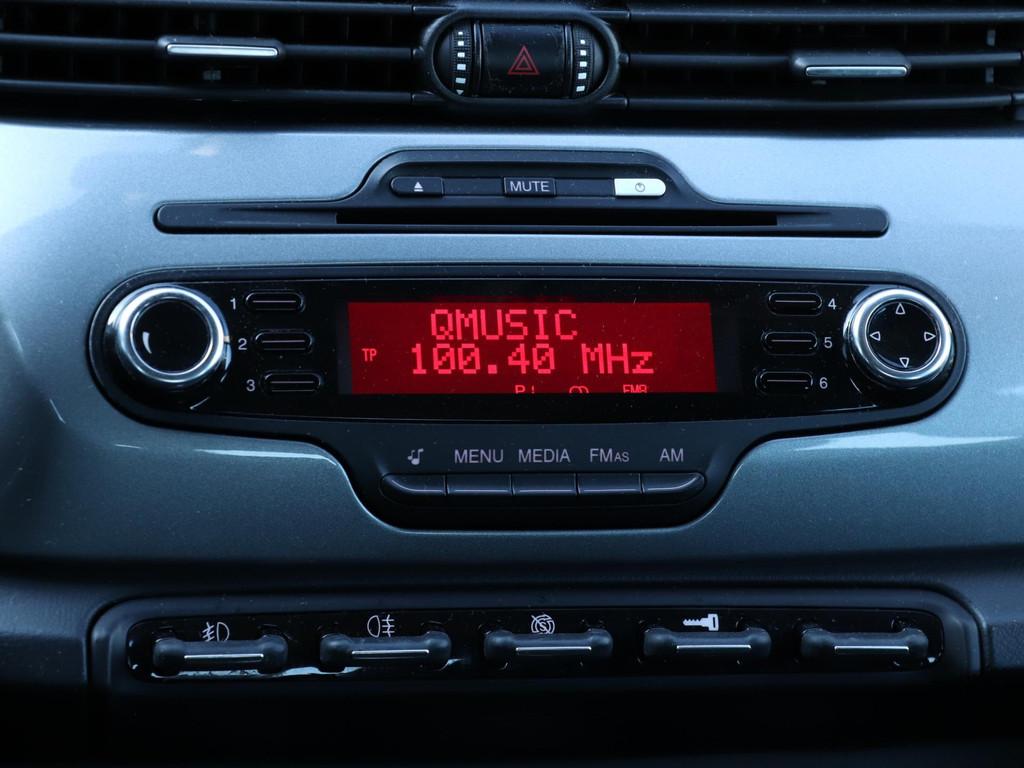 MUTE
1
QMUSIC
4
2
TP
100.40 MHz
5
3
6
MENU MEDIA FMAS AM